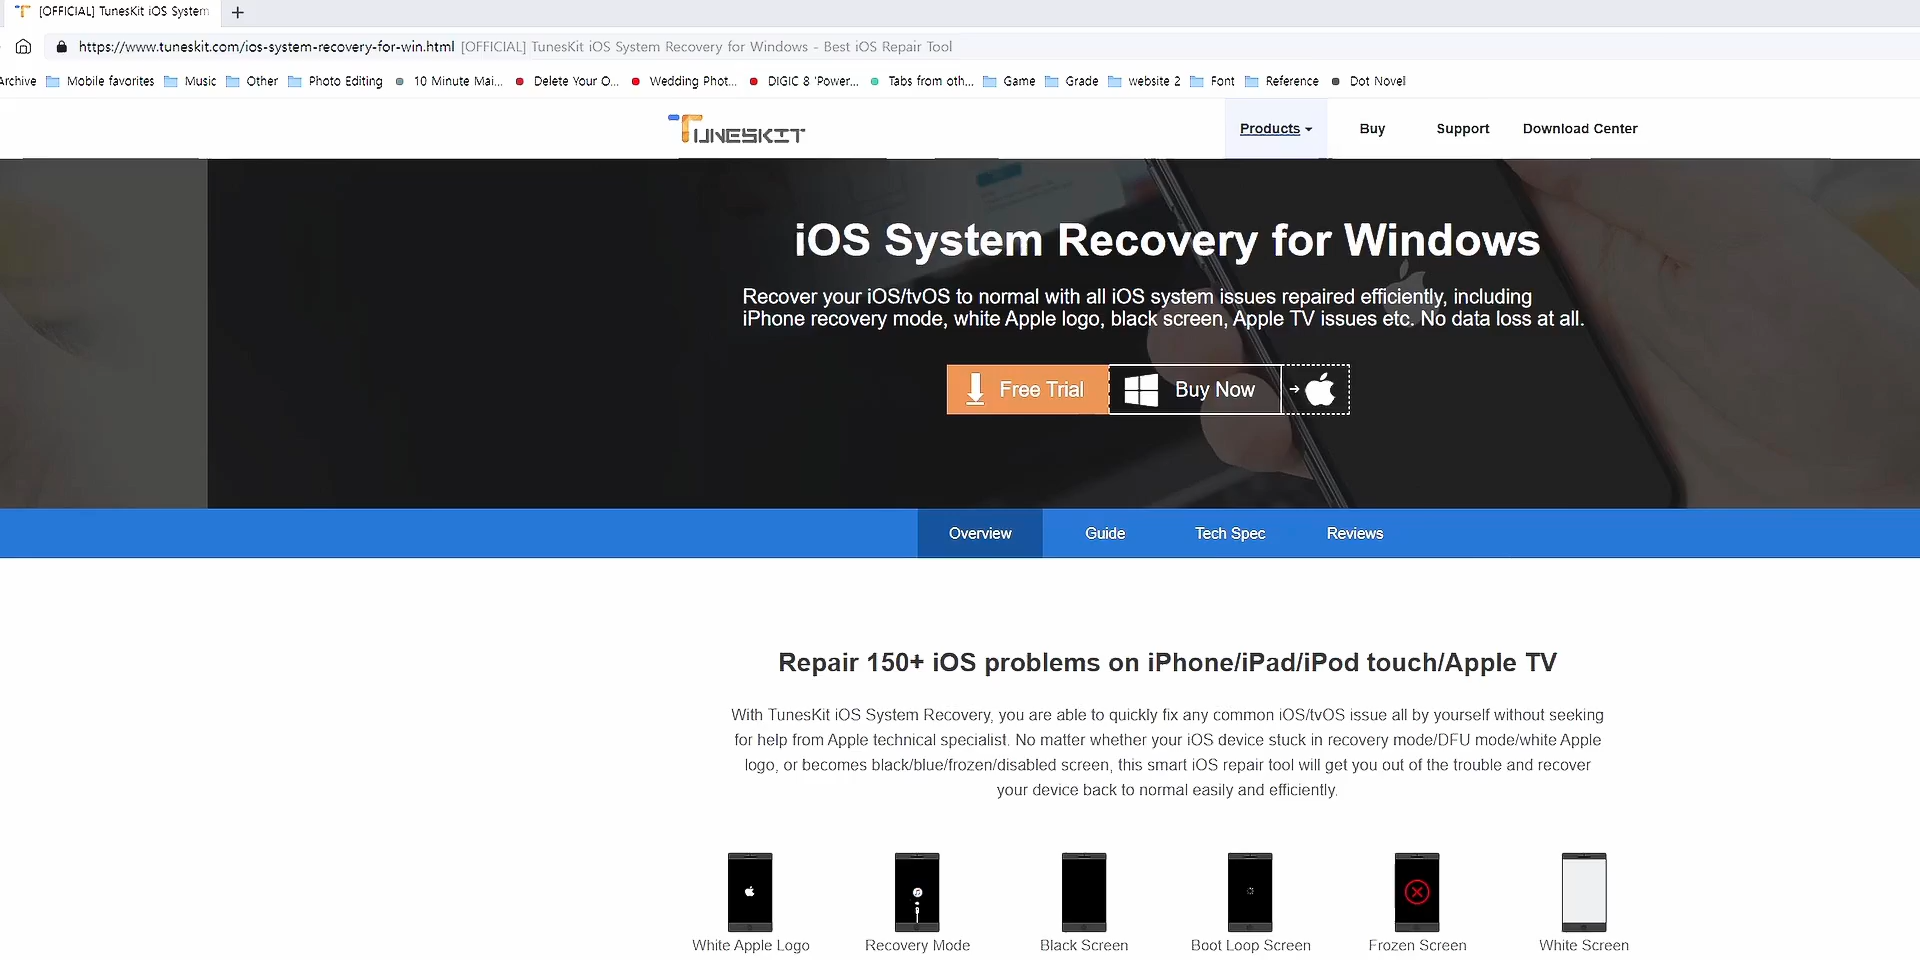 [OFFICIAL] TunesKit iOS System
https://www.tuneskit.com/ios-system-recovery-for-win.html [OFFICIAL] TunesKit iOS System Recovery for Windows - Best iOS Repair Tool
Archive Mobile favorites Music Other Photo Editing 10 Minute Mai... Delete Your O... Wedding Phot... DIGIC 8 'Power... Tabs from oth... Game Grade website 2 Font Reference Dot Novel
TUNESKIT Products Buy Support Download Center
iOS System Recovery for Windows
Recover your iOS/tvOS to normal with all iOS system issues repaired efficiently, including
iPhone recovery mode, white Apple logo, black screen, Apple TV issues etc. No data loss at all.
Free Trial Buy Now
Overview Guide Tech Spec Reviews
Repair 150+ iOS problems on iPhone/iPad/iPod touch/Apple TV
With TunesKit iOS System Recovery, you are able to quickly fix any common iOS/tvOS issue all by yourself without seeking
for help from Apple technical specialist. No matter whether your iOS device stuck in recovery mode/DFU mode/white Apple
logo, or becomes black/blue/frozen/disabled screen, this smart iOS repair tool will get you out of the trouble and recover
your device back to normal easily and efficiently.
White Apple Logo Recovery Mode Black Screen Boot Loop Screen Frozen Screen White Screen